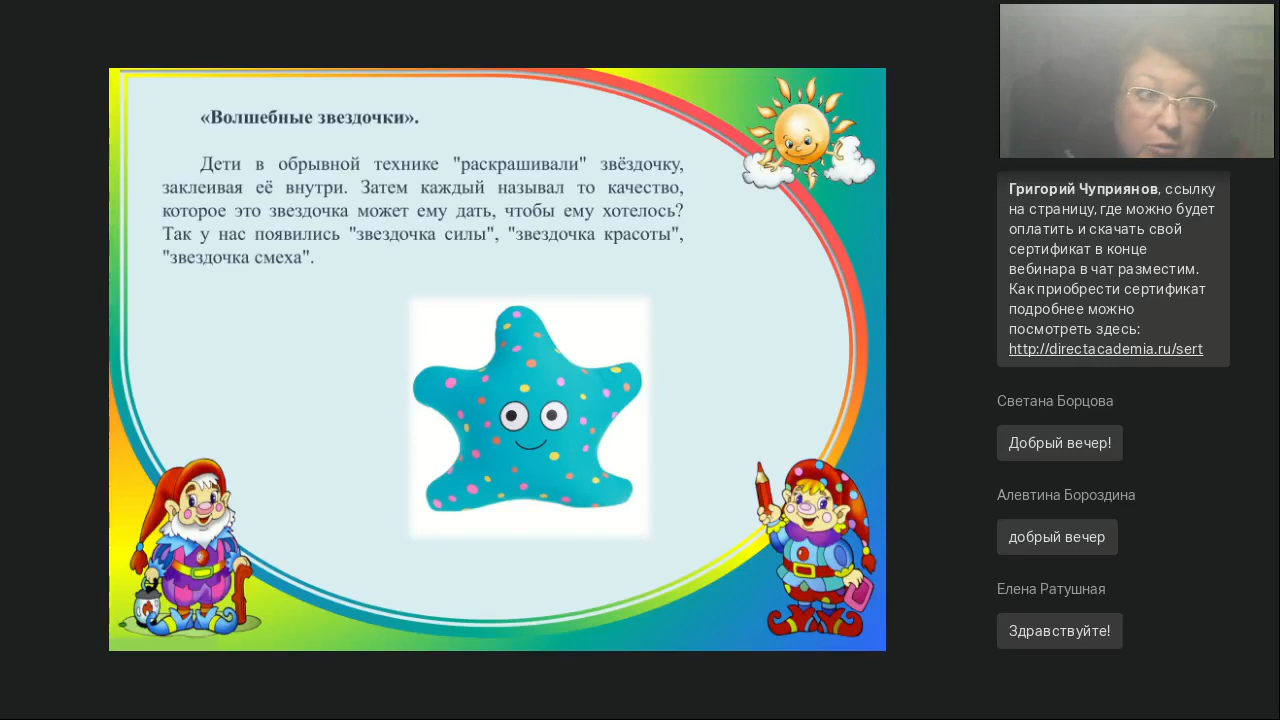 «Волшебные звездочки».
Дети в обрывной технике "раскрашивали" звёздочку,
заклеивая её внутри. Затем каждый называл то качество,
которое это звездочка может ему дать, чтобы ему хотелось?
Так у нас появились "звездочка силы", "звездочка красоты",
"звездочка смеха".
Григорий Чуприянов, ссылку
на страницу, где можно будет
оплатить и скачать свой
сертификат в конце
вебинара в чат разместим.
Как приобрести сертификат
подробнее можно
посмотреть здесь:
http://directacademia.ru/sert
Светана Борцова
Добрый вечер!
Алевтина Бороздина
добрый вечер
Елена Ратушная
Здравствуйте!